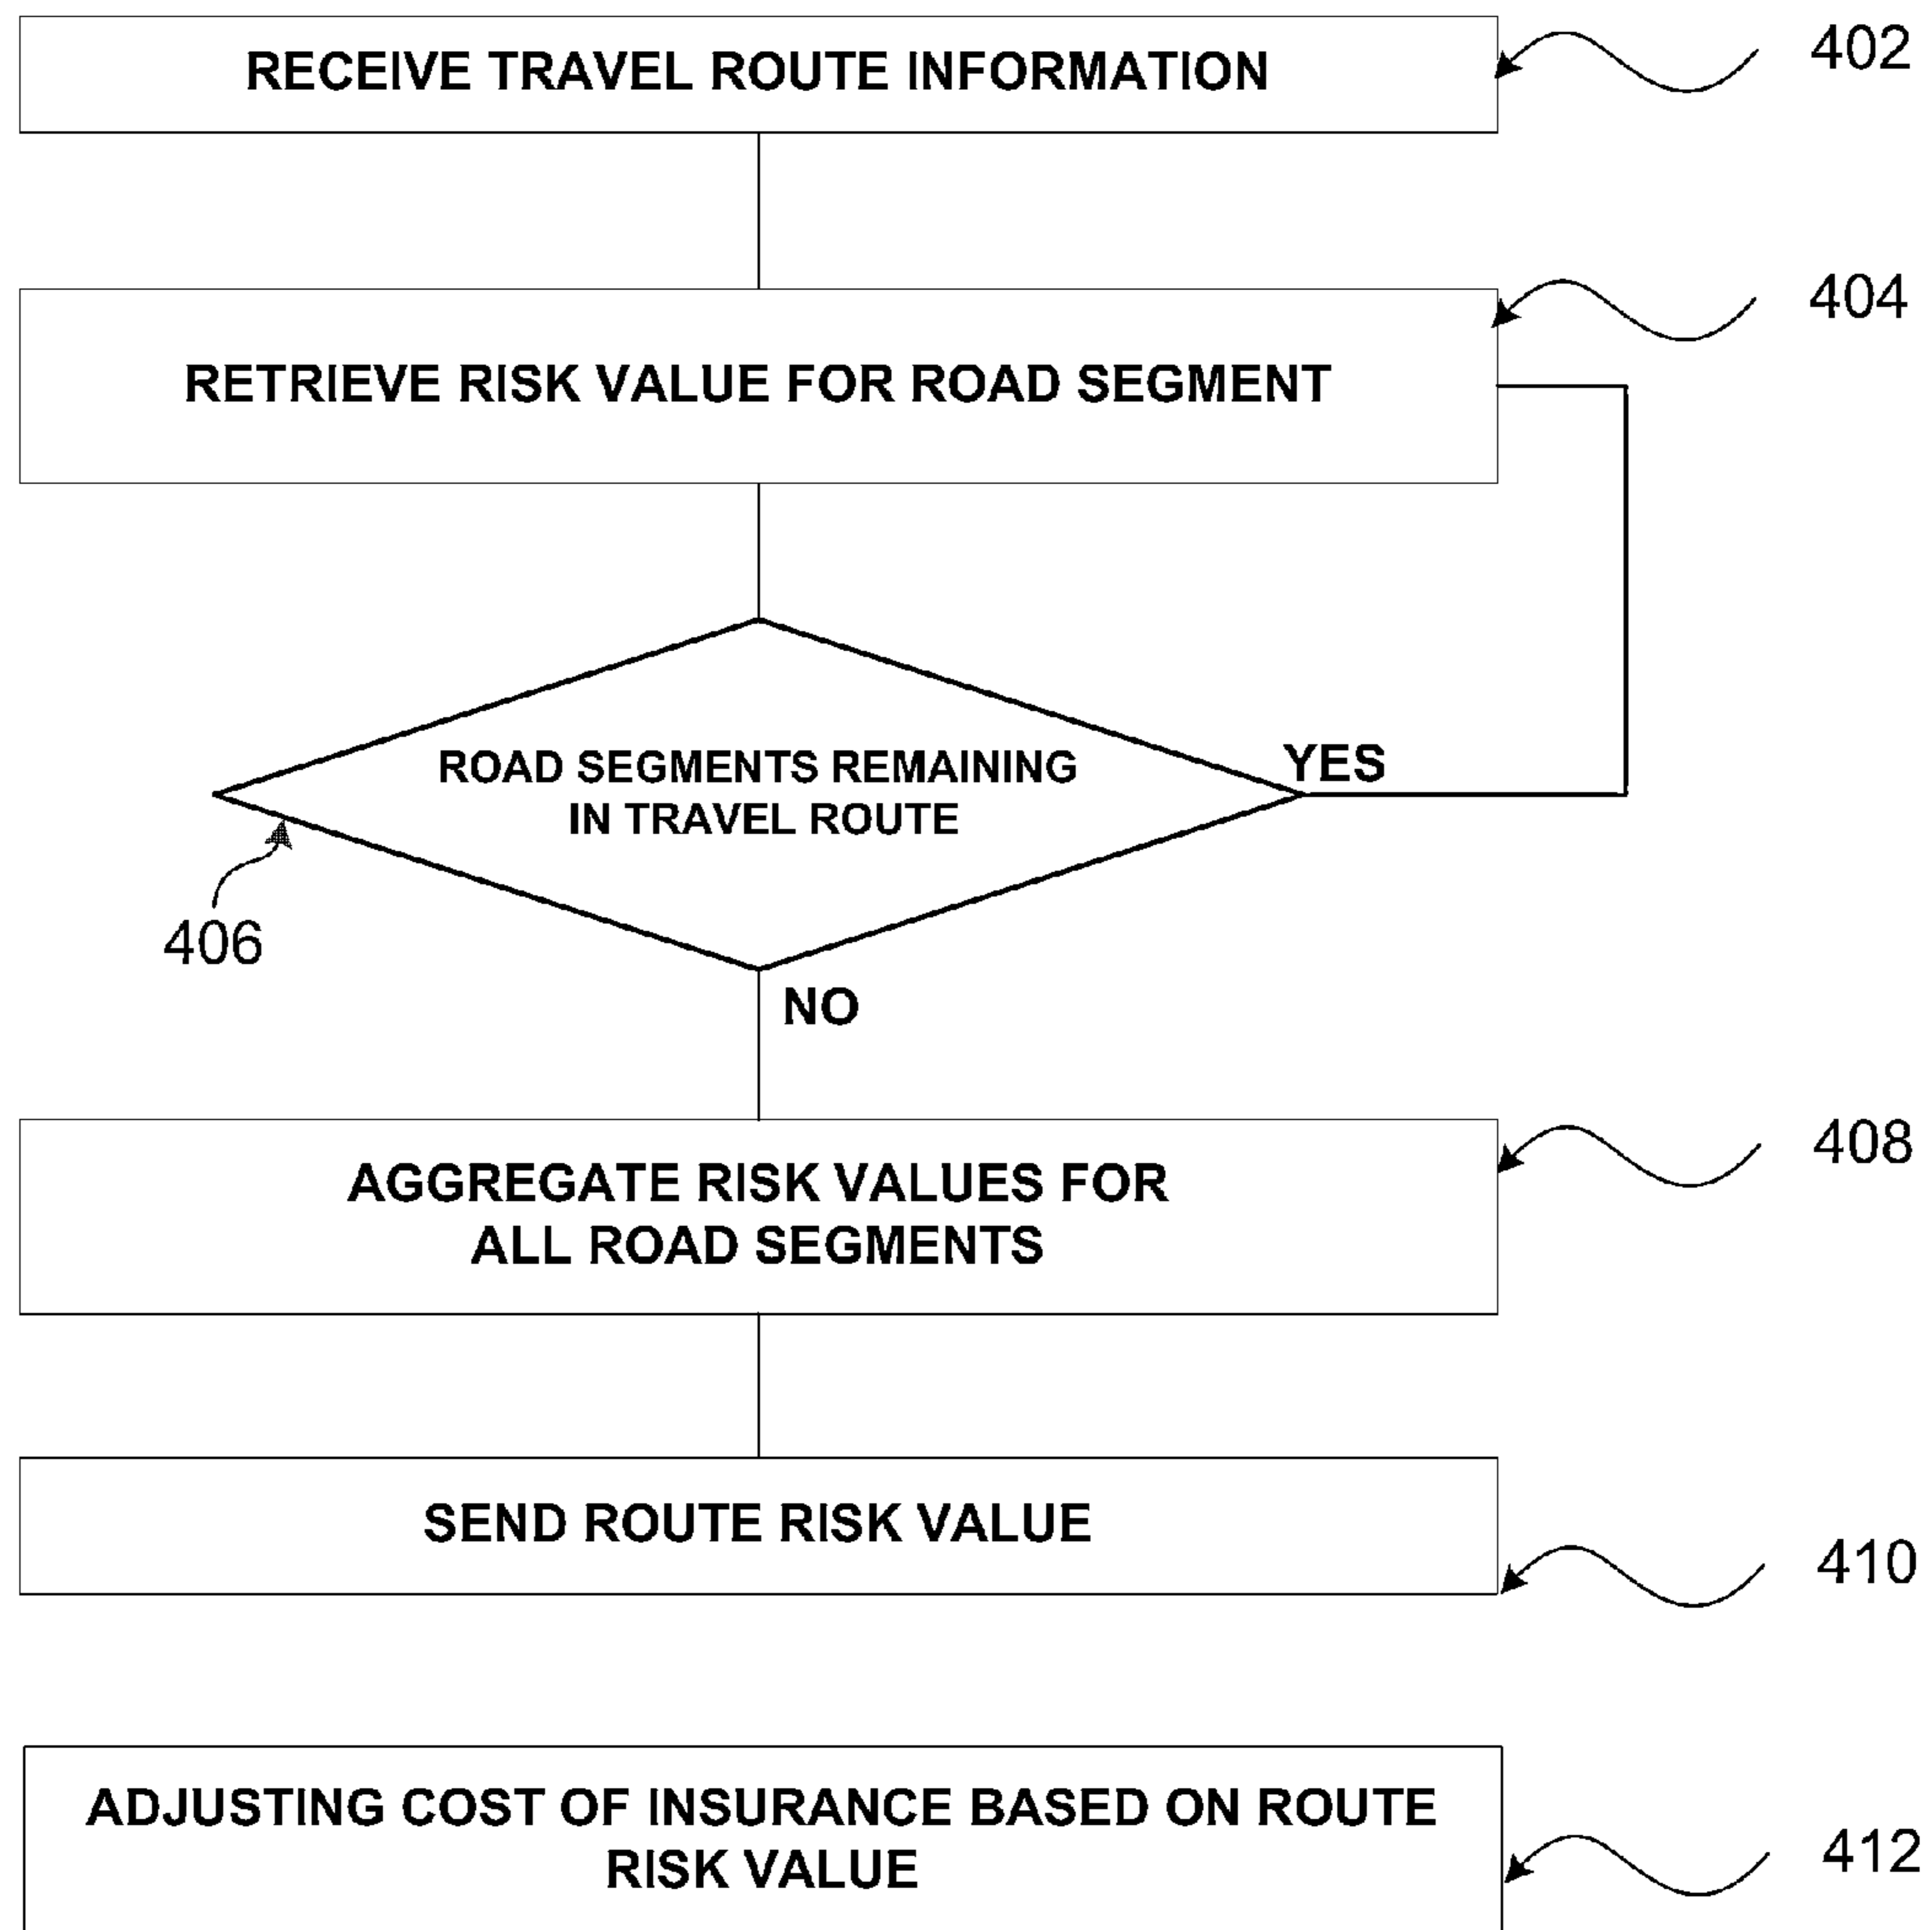 RECEIVE TRAVEL ROUTE INFORMATION
402
404
RETRIEVE RISK VALUE FOR ROAD SEGMENT
ROAD SEGMENTS REMAINING
IN TRAVEL ROUTE
YES
406
NO
AGGREGATE RISK VALUES FOR
ALL ROAD SEGMENTS
408
SEND ROUTE RISK VALUE
410
ADJUSTING COST OF INSURANCE BASED ON ROUTE
RISK VALUE
412